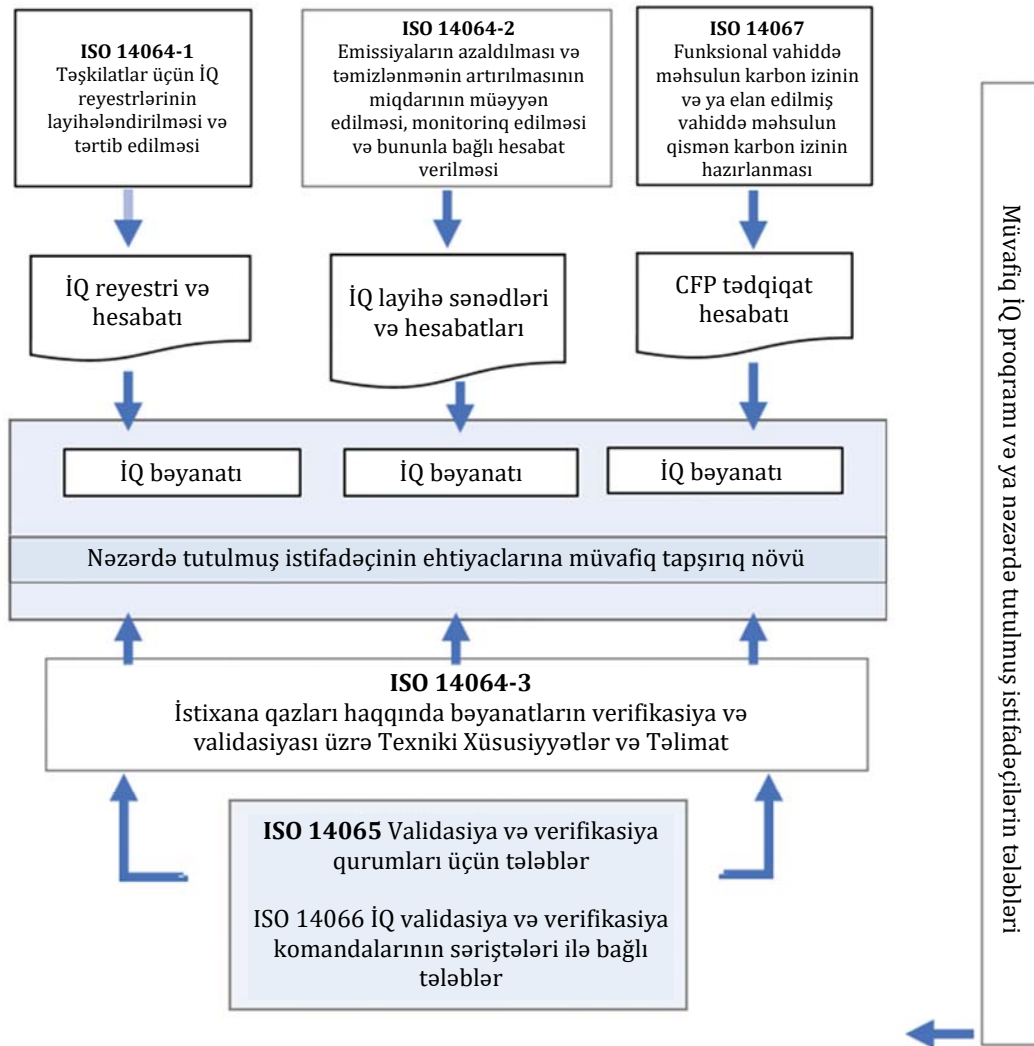 ISO 14064-1
Təşkilatlar üçün İQ
reyestrlərinin
layihələndirilməsi və
tərtib edilməsi
ISO 14064-2
Emissiyaların azaldılması və
təmizlənmənin artırılmasının
miqdarının müəyyən
edilməsi, monitorinq edilməsi
və bununla bağlı hesabat
verilməsi
ISO 14067
Funksional vahiddə
məhsulun karbon izinin
və ya elan edilmiş
vahiddə məhsulun
qismən karbon izinin
hazırlanması
İQ reyestri və
hesabatı
İQ layihə sənədləri
və hesabatları
CFP tədqiqat
hesabatı
İQ bəyanatı
İQ bəyanatı
İQ bəyanatı
Nəzərdə tutulmuş istifadəçinin ehtiyaclarına müvafiq tapşırıq növü
ISO 14064-3
İstixana qazları haqqında bəyanatların verifikasiya və
validasiyası üzrə Texniki Xüsusiyyətlər və Təlimat
ISO 14065 Validasiya və verifikasiya
qurumları üçün tələblər
ISO 14066 İQ validasiya və verifikasiya
komandalarının səriştələri ilə bağlı
tələblər
Müvafiq İQ proqramı və ya nəzərdə tutulmuş istifadəçilərin tələbləri